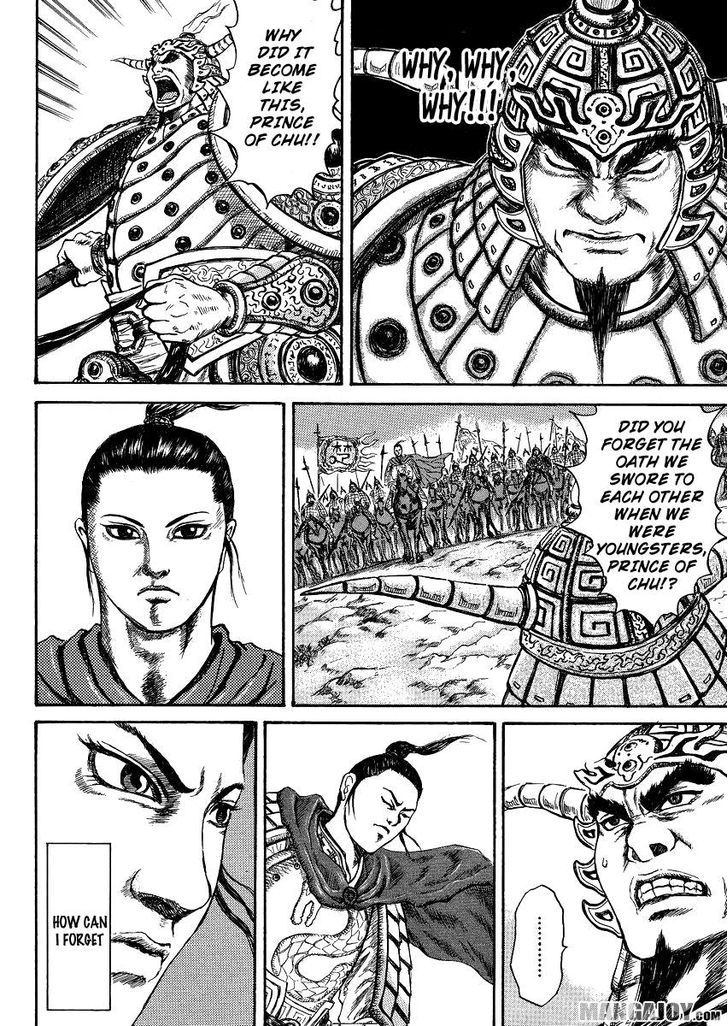 WHY, WHY,
WHY!!!
WHY
DID IT
BECOME
LIKE
THIS,
PRINCE
OF CHU!!
DID YOU
FORGET THE
OATH WE
SWORE TO
EACH OTHER
WHEN WE
WERE
YOUNGSTERS,
PRINCE OF
CHU!?
.........
HOW CAN
I FORGET
MANGAJOY.COM